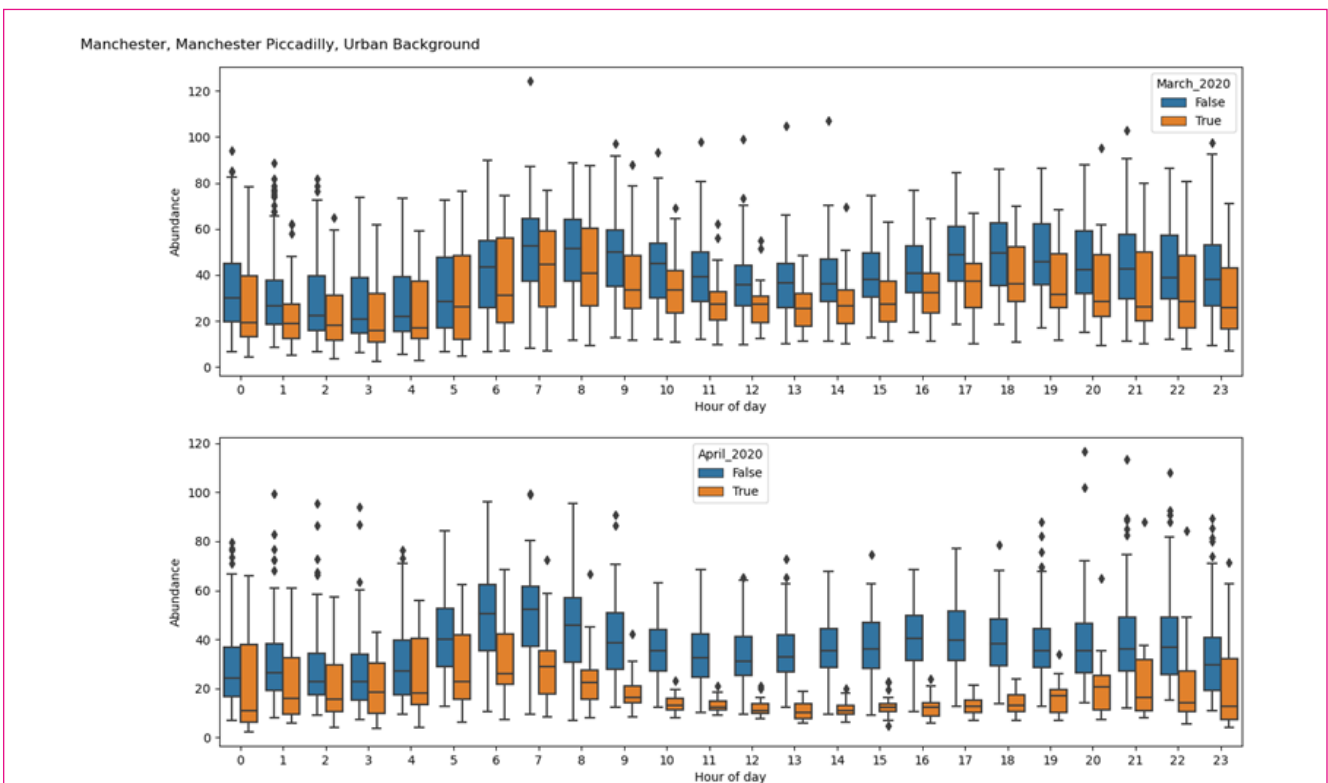 Manchester, Manchester Piccadilly, Urban Background
120
100
80
60
40
20
0
Abundance
March_2020
False
True
0 1 2 3 4 5 6 7 8 9 10 11 12 13 14 15 16 17 18 19 20 21 22 23
Hour of day
120
100
80
60
40
20
0
Abundance
April_2020
False
True
0 1 2 3 4 5 6 7 8 9 10 11 12 13 14 15 16 17 18 19 20 21 22 23
Hour of day